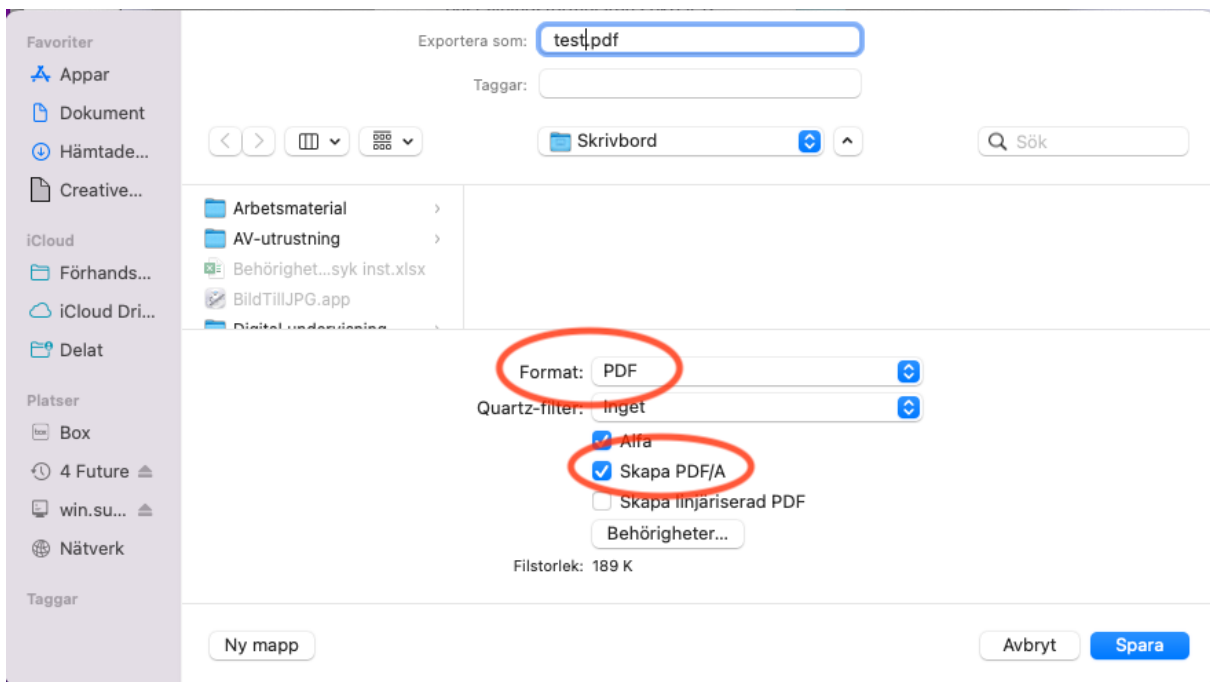 Favoriter
Appar
Dokument
Hämtade...
Creative...
iCloud
Förhands...
iCloud Dri...
Delat
Platser
Box
4 Future
win.su...
Nätverk
Taggar
Exportera som: test.pdf
Taggar:
Skrivbord
Sök
Arbetsmaterial
AV-utrustning
Behörighet...syk inst.xlsx
BildTillJPG.app
Digital undervisning
Format: PDF
Quartz-filter: Inget
Alfa
Skapa PDF/A
Skapa linjäriserad PDF
Behörigheter...
Filstorlek: 189 K
Ny mapp
Avbryt
Spara